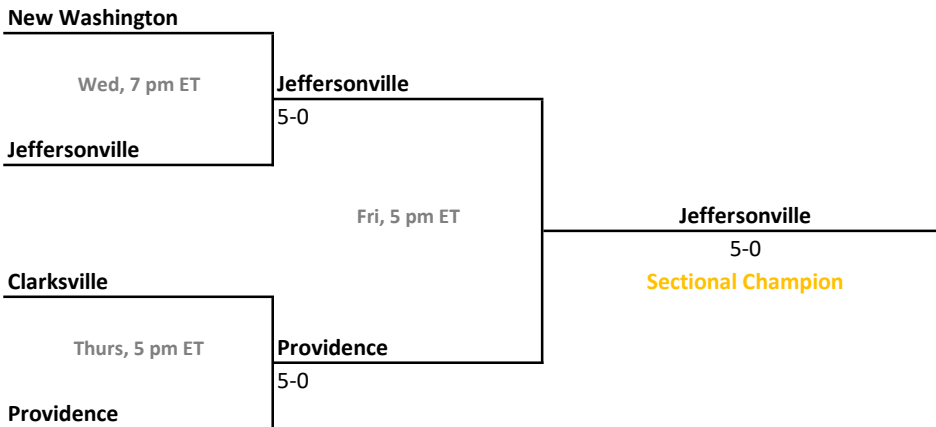 New Washington
Wed, 7 pm ET
Jeffersonville
5-0
Jeffersonville
Fri, 5 pm ET
Jeffersonville
5-0
Sectional Champion
Clarksville
Thurs, 5 pm ET
Providence
5-0
Providence